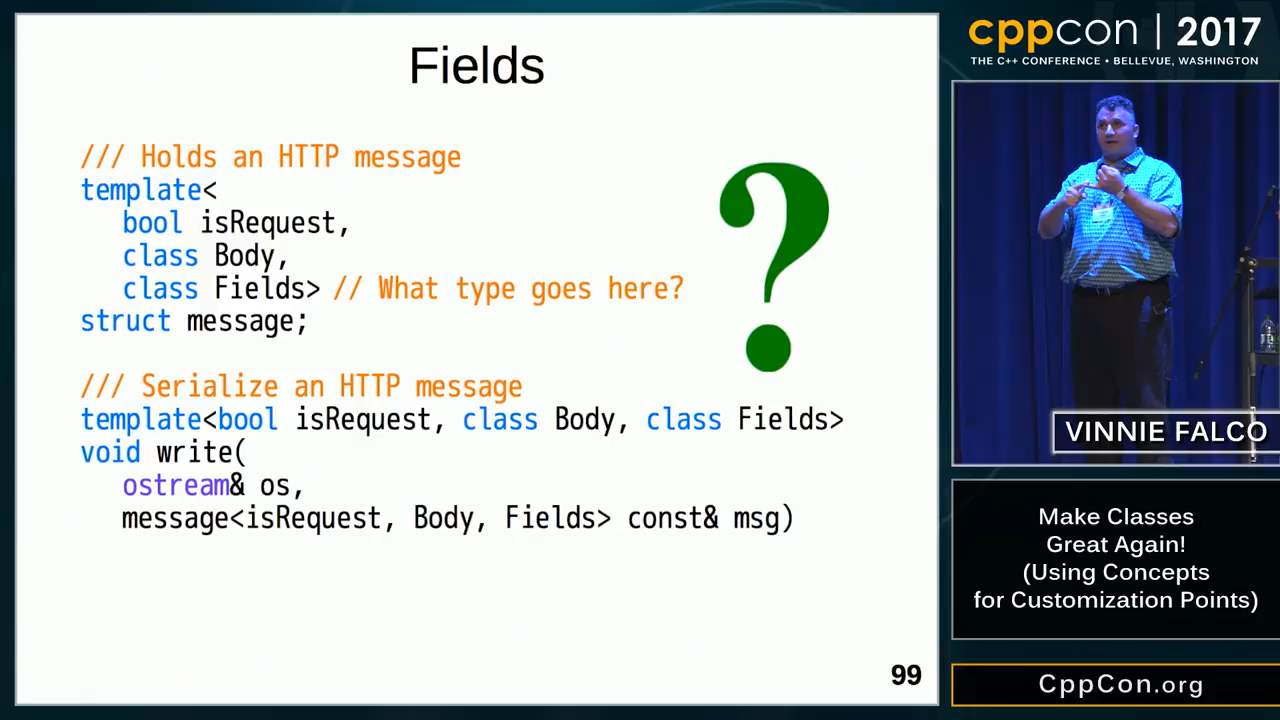 Fields
/// Holds an HTTP message
template<
bool isRequest,
class Body,
class Fields> // What type goes here?
struct message;
?
/// Serialize an HTTP message
template<bool isRequest, class Body, class Fields>
void write(
ostream& os,
message<isRequest, Body, Fields> const& msg)
99
cppcon | 2017
THE C++ CONFERENCE • BELLEVUE, WASHINGTON
VINNIE FALCO
Make Classes
Great Again!
(Using Concepts
for Customization Points)
CppCon.org